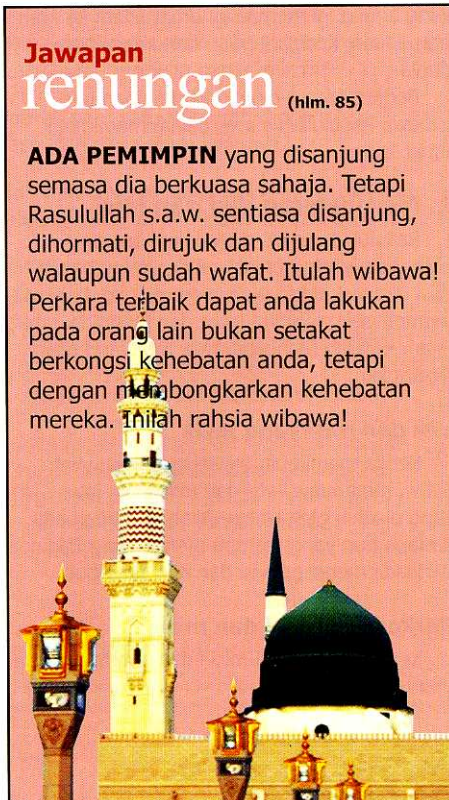 Jawapan
renungan (hlm. 85)
ADA PEMIMPIN yang disanjung
semasa dia berkuasa sahaja. Tetapi
Rasulullah s.a.w. sentiasa disanjung,
dihormati, dirujuk dan dijulang
walaupun sudah wafat. Itulah wibawa!
Perkara terbaik dapat anda lakukan
pada orang lain bukan setakat
berkongsi kehebatan anda, tetapi
dengan membongkarkan kehebatan
mereka. Inilah rahsia wibawa!